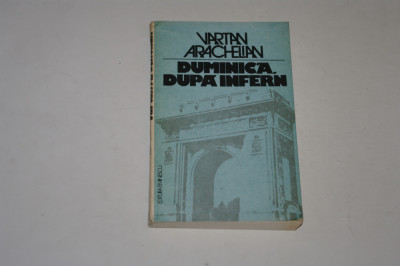 VARTAN
ARACHELIAN
DUMINICĂ
DUPĂ INFERN